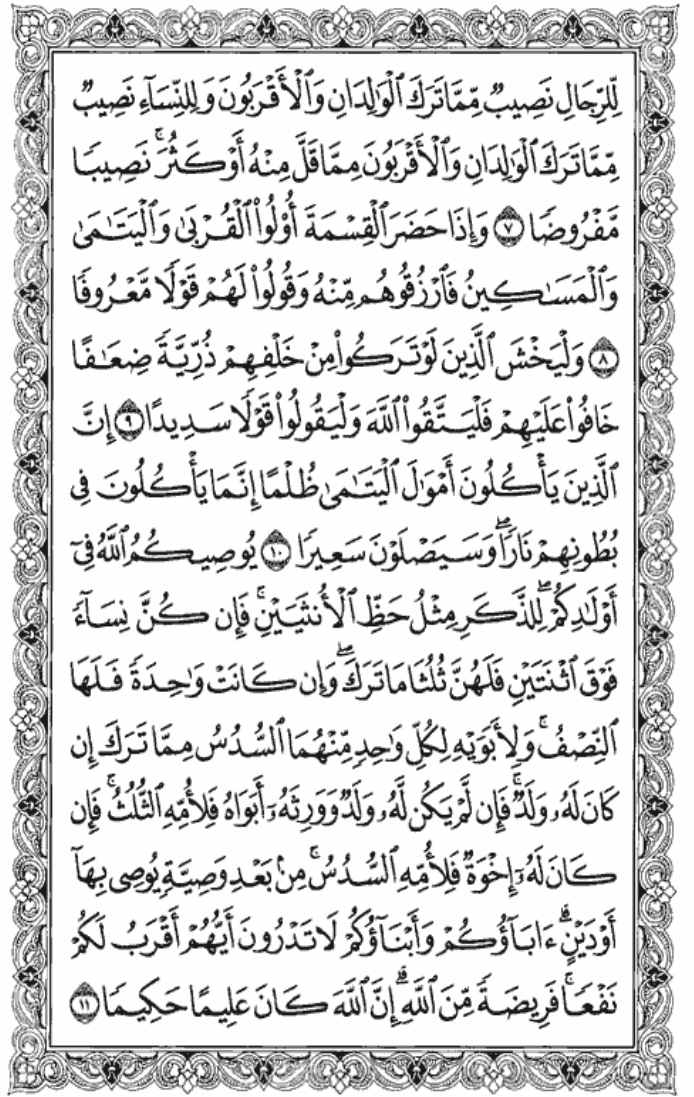 لِّلرِّجَالِ نَصِيبٌ مِّمَّا تَرَكَ ٱلْوَٰلِدَانِ وَٱلْأَقْرَبُونَ وَلِلنِّسَآءِ نَصِيبٌ
مِّمَّا تَرَكَ ٱلْوَٰلِدَانِ وَٱلْأَقْرَبُونَ مِمَّا قَلَّ مِنْهُ أَوْ كَثُرَ ۚ نَصِيبًا
مَّفْرُوضًا ٧ وَإِذَا حَضَرَ ٱلْقِسْمَةَ أُو۟لُوا۟ ٱلْقُرْبَىٰ وَٱلْيَتَٰمَىٰ
وَٱلْمَسَٰكِينُ فَٱرْزُقُوهُم مِّنْهُ وَقُولُوا۟ لَهُمْ قَوْلًا مَّعْرُوفًا
٨ وَلْيَخْشَ ٱلَّذِينَ لَوْ تَرَكُوا۟ مِنْ خَلْفِهِمْ ذُرِّيَّةً ضِعَٰفًا
خَافُوا۟ عَلَيْهِمْ فَلْيَتَّقُوا۟ ٱللَّهَ وَلْيَقُولُوا۟ قَوْلًا سَدِيدًا ٩ إِنَّ
ٱلَّذِينَ يَأْكُلُونَ أَمْوَٰلَ ٱلْيَتَٰمَىٰ ظُلْمًا إِنَّمَا يَأْكُلُونَ فِى
بُطُونِهِمْ نَارًا ۖ وَسَيَصْلَوْنَ سَعِيرًا ١٠ يُوصِيكُمُ ٱللَّهُ فِىٓ
أَوْلَٰدِكُمْ ۖ لِلذَّكَرِ مِثْلُ حَظِّ ٱلْأُنثَيَيْنِ ۚ فَإِن كُنَّ نِسَآءً
فَوْقَ ٱثْنَتَيْنِ فَلَهُنَّ ثُلُثَا مَا تَرَكَ ۖ وَإِن كَانَتْ وَٰحِدَةً فَلَهَا
ٱلنِّصْفُ ۚ وَلِأَبَوَيْهِ لِكُلِّ وَٰحِدٍ مِّنْهُمَا ٱلسُّدُسُ مِمَّا تَرَكَ إِن
كَانَ لَهُۥ وَلَدٌ ۚ فَإِن لَّمْ يَكُن لَّهُۥ وَلَدٌ وَوَرِثَهُۥٓ أَبَوَاهُ فَلِأُمِّهِ ٱلثُّلُثُ ۚ فَإِن
كَانَ لَهُۥٓ إِخْوَةٌ فَلِأُمِّهِ ٱلسُّدُسُ ۚ مِنۢ بَعْدِ وَصِيَّةٍ يُوصِى بِهَآ
أَوْ دَيْنٍ ۗ ءَابَآؤُكُمْ وَأَبْنَآؤُكُمْ لَا تَدْرُونَ أَيُّهُمْ أَقْرَبُ لَكُمْ
نَفْعًا ۚ فَرِيضَةً مِّنَ ٱللَّهِ ۗ إِنَّ ٱللَّهَ كَانَ عَلِيمًا حَكِيمًا ١١